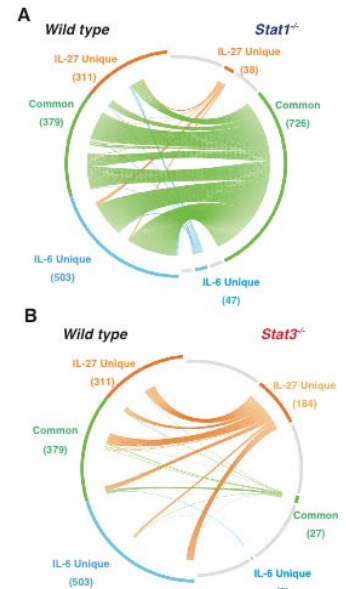 A
Wild type
Stat1-/-
IL-27 Unique
(311)
IL-27 Unique
(38)
Common
(379)
Common
(726)
IL-6 Unique
(503)
IL-6 Unique
(47)
B
Wild type
Stat3-/-
IL-27 Unique
(311)
IL-27 Unique
(184)
Common
(379)
Common
(27)
IL-6 Unique
(503)
IL-6 Unique